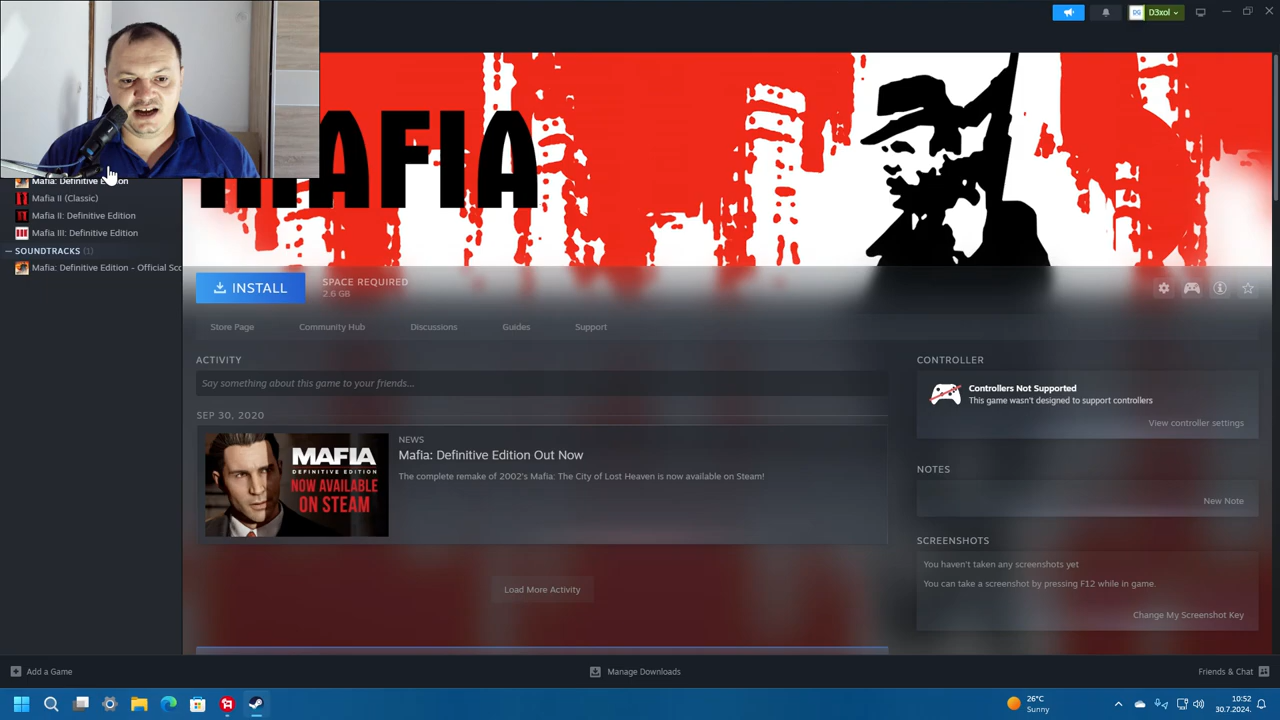 DG D3xol
MAFIA
Mafia: Definitive Edition
Mafia II (Classic)
Mafia II: Definitive Edition
Mafia III: Definitive Edition
SOUNDTRACKS (1)
Mafia: Definitive Edition - Official Sco
INSTALL
SPACE REQUIRED
2.6 GB
Store Page
Community Hub
Discussions
Guides
Support
ACTIVITY
Say something about this game to your friends...
SEP 30, 2020
MAFIA
DEFINITIVE EDITION
NOW AVAILABLE
ON STEAM
NEWS
Mafia: Definitive Edition Out Now
The complete remake of 2002's Mafia: The City of Lost Heaven is now available on Steam!
Load More Activity
CONTROLLER
Controllers Not Supported
This game wasn't designed to support controllers
View controller settings
NOTES
New Note
SCREENSHOTS
You haven't taken any screenshots yet
You can take a screenshot by pressing F12 while in game.
Change My Screenshot Key
Add a Game
Manage Downloads
Friends & Chat
26°C
Sunny
10:52
30.7.2024.